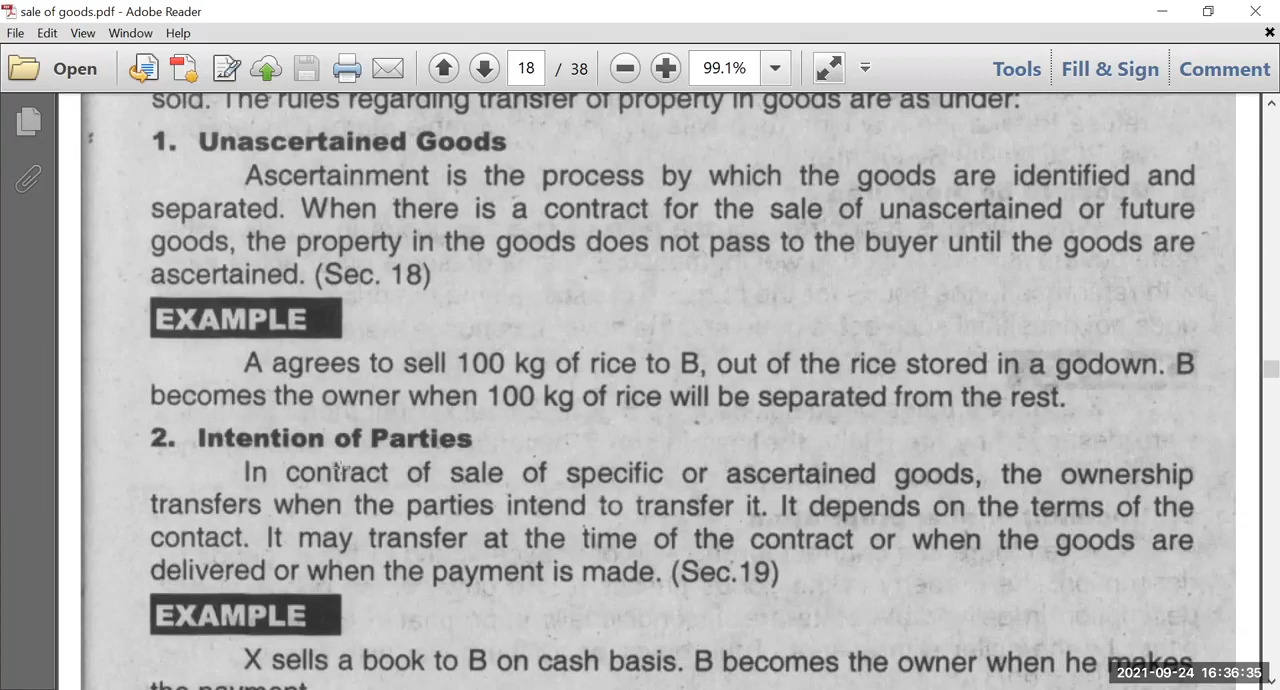 sale of goods.pdf - Adobe Reader
File Edit View Window Help
Open 18 / 38 99.1% Tools Fill & Sign Comment
sold. The rules regarding transfer of property in goods are as under:
1. Unascertained Goods
Ascertainment is the process by which the goods are identified and
separated. When there is a contract for the sale of unascertained or future
goods, the property in the goods does not pass to the buyer until the goods are
ascertained. (Sec. 18)
EXAMPLE
A agrees to sell 100 kg of rice to B, out of the rice stored in a godown. B
becomes the owner when 100 kg of rice will be separated from the rest.
2. Intention of Parties
In contract of sale of specific or ascertained goods, the ownership
transfers when the parties intend to transfer it. It depends on the terms of the
contact. It may transfer at the time of the contract or when the goods are
delivered or when the payment is made. (Sec.19)
EXAMPLE
X sells a book to B on cash basis. B becomes the owner when he makes
the payment.
2021-09-24 16:36:35